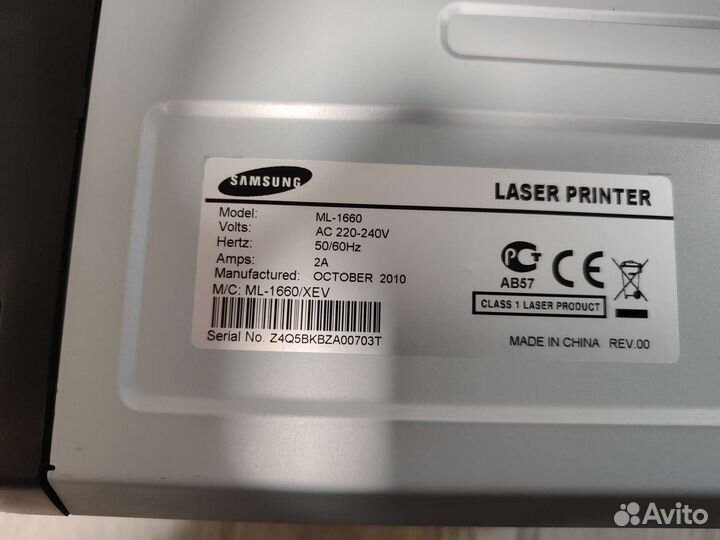 SAMSUNG
LASER PRINTER
Model: ML-1660
Volts: AC 220-240V
Hertz: 50/60Hz
Amps: 2A
Manufactured: OCTOBER 2010
M/C: ML-1660/XEV
Serial No. Z4Q5BKBZA00703T
РСТ
AB57
CE
CLASS 1 LASER PRODUCT
MADE IN CHINA REV.00
Avito